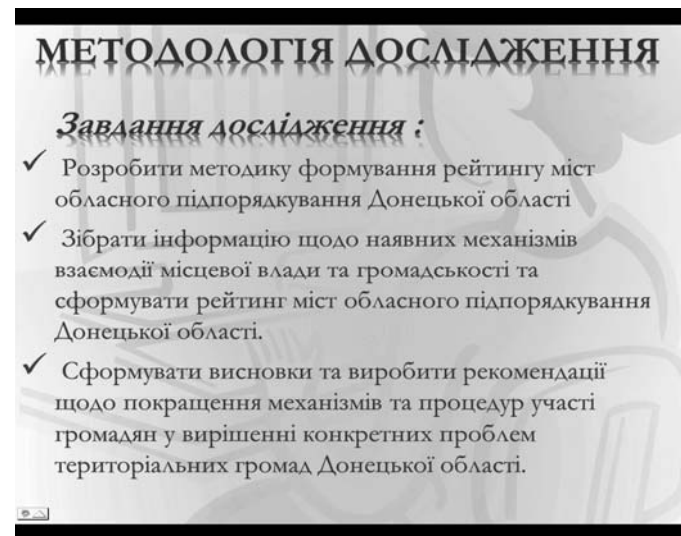 МЕТОДОЛОГІЯ ДОСЛІДЖЕННЯ
Завдання дослідження :
✓ Розробити методику формування рейтингу міст
обласного підпорядкування Донецької області
✓ Зібрати інформацію щодо наявних механізмів
взаємодії місцевої влади та громадськості та
сформувати рейтинг міст обласного підпорядкування
Донецької області.
✓ Сформувати висновки та виробити рекомендації
щодо покращення механізмів та процедур участі
громадян у вирішенні конкретних проблем
територіальних громад Донецької області.